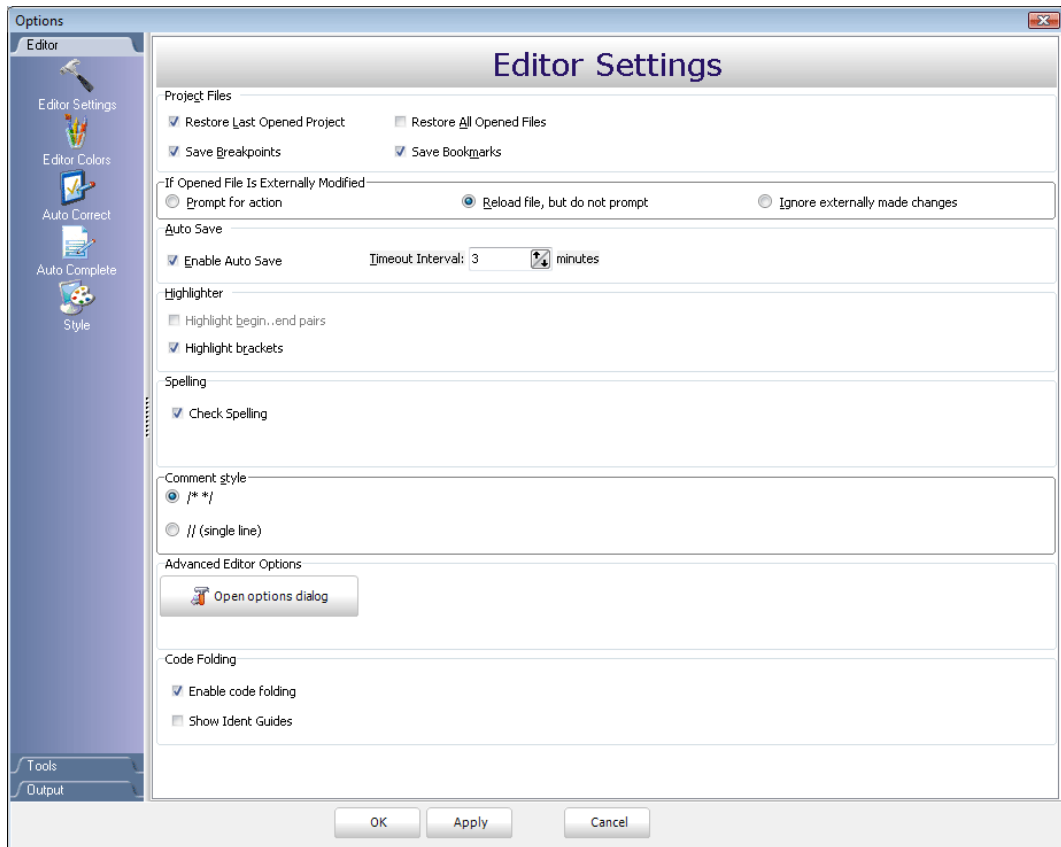 Options
Editor
Editor Settings
Editor Colors
Auto Correct
Auto Complete
Style
Tools
Output
Editor Settings
Project Files
Restore Last Opened Project
Restore All Opened Files
Save Breakpoints
Save Bookmarks
If Opened File Is Externally Modified
Prompt for action
Reload file, but do not prompt
Ignore externally made changes
Auto Save
Enable Auto Save
Timeout Interval: 3 minutes
Highlighter
Highlight begin..end pairs
Highlight brackets
Spelling
Check Spelling
Comment style
/* */
// (single line)
Advanced Editor Options
Open options dialog
Code Folding
Enable code folding
Show Ident Guides
OK
Apply
Cancel